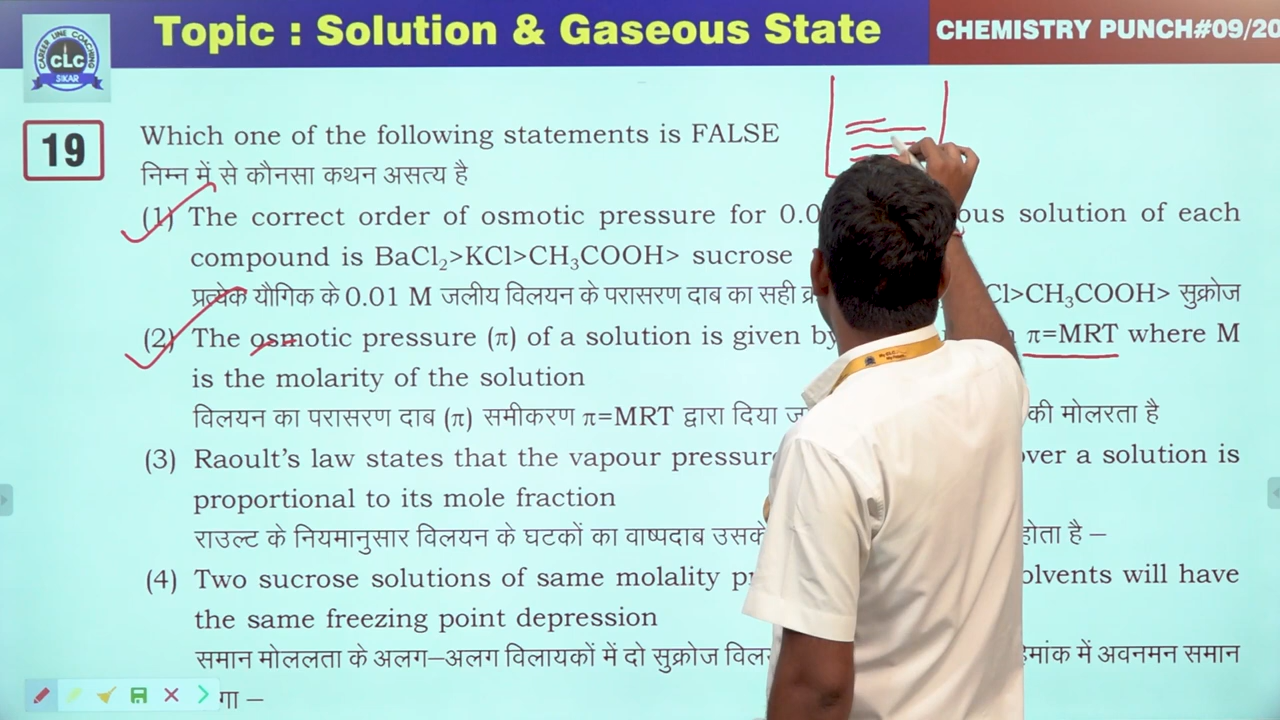 Topic : Solution & Gaseous State
CHEMISTRY PUNCH#09/20
CAREER LINE COACHING
CLC
SIKAR
19
Which one of the following statements is FALSE
निम्न में से कौनसा कथन असत्य है
(1) The correct order of osmotic pressure for 0.0 ous solution of each
compound is BaCl₂>KCl>CH₃COOH> sucrose
प्रत्येक यौगिक के 0.01 M जलीय विलयन के परासरण दाब का सही Cl>CH₃COOH> सुक्रोज
(2) The osmotic pressure (π) of a solution is given by π=MRT where M
is the molarity of the solution
विलयन का परासरण दाब (π) समीकरण π=MRT द्वारा दिया की मोलरता है
(3) Raoult's law states that the vapour pressure over a solution is
proportional to its mole fraction
राउल्ट के नियमानुसार विलयन के घटकों का वाष्पदाब उसके होता है –
(4) Two sucrose solutions of same molality olvents will have
the same freezing point depression
समान मोललता के अलग–अलग विलायकों में दो सुक्रोज हिमांक में अवनमन समान
गा –